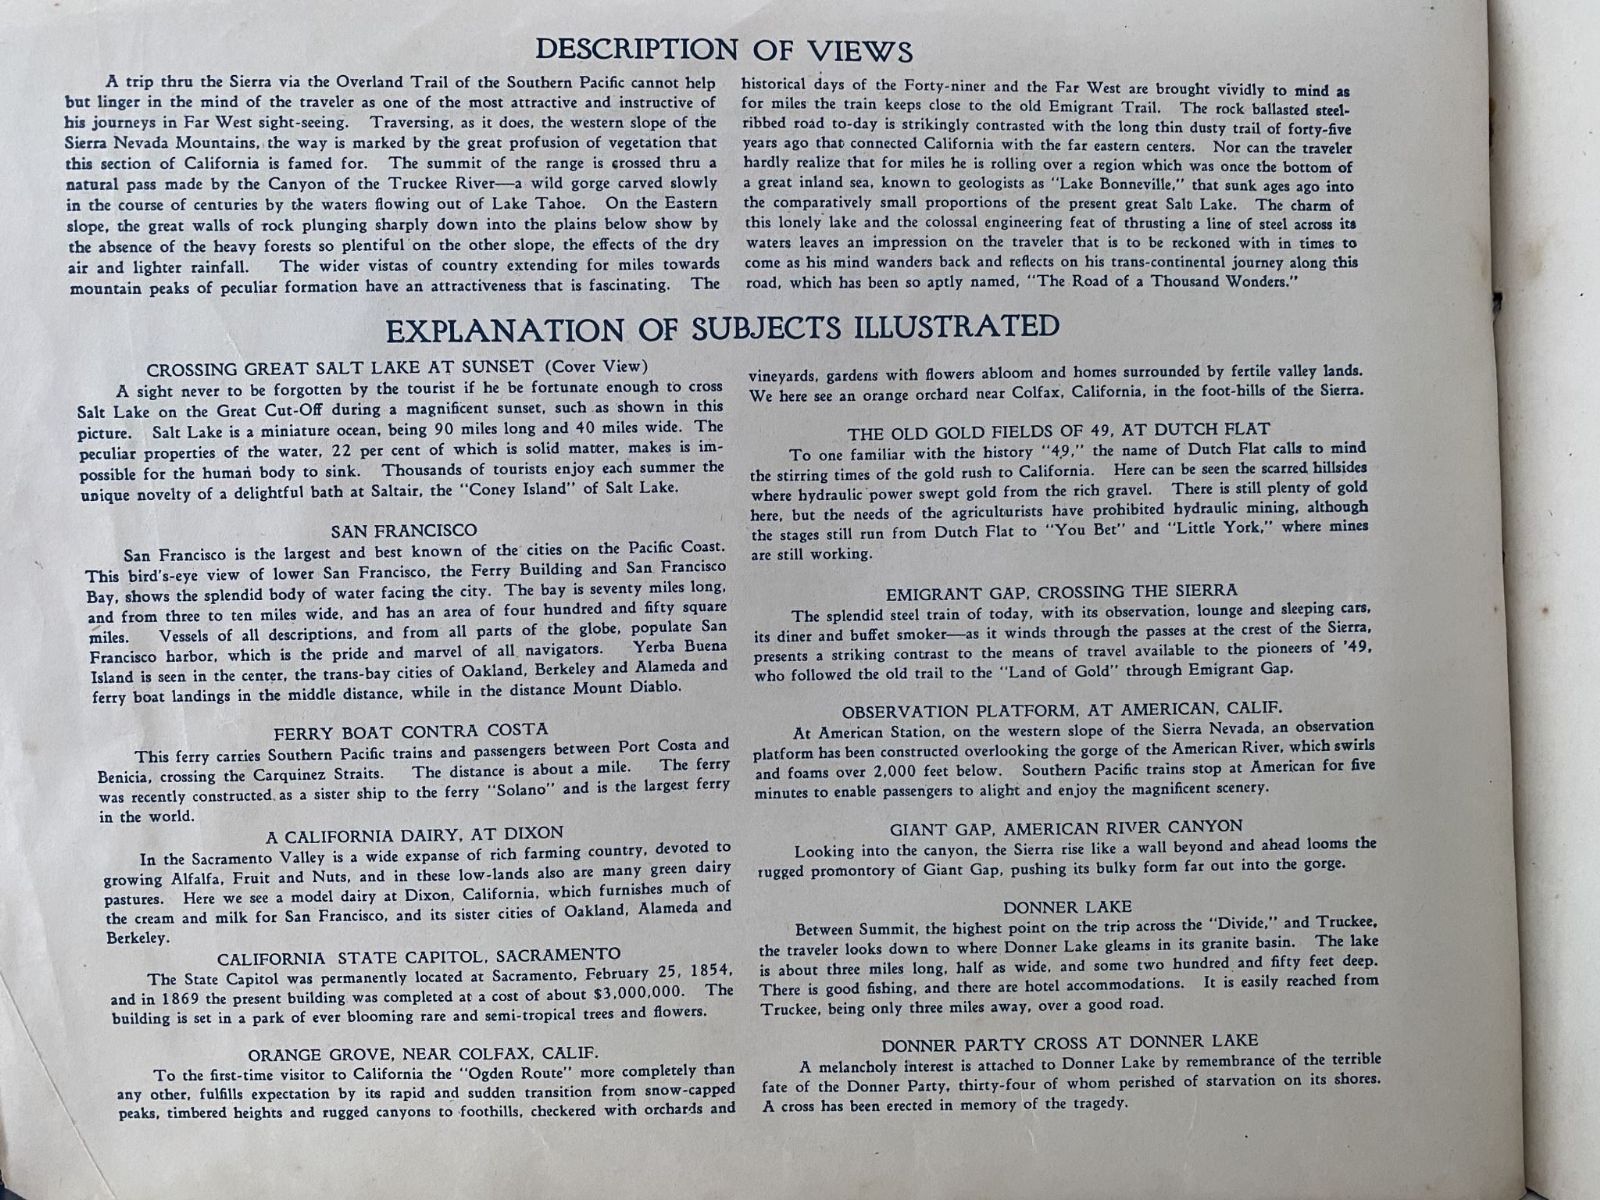 DESCRIPTION OF VIEWS
A trip thru the Sierra via the Overland Trail of the Southern Pacific cannot help
but linger in the mind of the traveler as one of the most attractive and instructive of
his journeys in Far West sight-seeing. Traversing, as it does, the western slope of the
Sierra Nevada Mountains, the way is marked by the great profusion of vegetation that
this section of California is famed for. The summit of the range is crossed thru a
natural pass made by the Canyon of the Truckee River—a wild gorge carved slowly
in the course of centuries by the waters flowing out of Lake Tahoe. On the Eastern
slope, the great walls of rock plunging sharply down into the plains below show by
the absence of the heavy forests so plentiful on the other slope, the effects of the dry
air and lighter rainfall. The wider vistas of country extending for miles towards
mountain peaks of peculiar formation have an attractiveness that is fascinating. The
historical days of the Forty-niner and the Far West are brought vividly to mind as
for miles the train keeps close to the old Emigrant Trail. The rock ballasted steel-
ribbed road to-day is strikingly contrasted with the long thin dusty trail of forty-five
years ago that connected California with the far eastern centers. Nor can the traveler
hardly realize that for miles he is rolling over a region which was once the bottom of
a great inland sea, known to geologists as "Lake Bonneville," that sunk ages ago into
the comparatively small proportions of the present great Salt Lake. The charm of
this lonely lake and the colossal engineering feat of thrusting a line of steel across its
waters leaves an impression on the traveler that is to be reckoned with in times to
come as his mind wanders back and reflects on his trans-continental journey along this
road, which has been so aptly named, "The Road of a Thousand Wonders."
EXPLANATION OF SUBJECTS ILLUSTRATED
CROSSING GREAT SALT LAKE AT SUNSET (Cover View)
A sight never to be forgotten by the tourist if he be fortunate enough to cross
Salt Lake on the Great Cut-Off during a magnificent sunset, such as shown in this
picture. Salt Lake is a miniature ocean, being 90 miles long and 40 miles wide. The
peculiar properties of the water, 22 per cent of which is solid matter, makes is im-
possible for the human body to sink. Thousands of tourists enjoy each summer the
unique novelty of a delightful bath at Saltair, the "Coney Island" of Salt Lake.
SAN FRANCISCO
San Francisco is the largest and best known of the cities on the Pacific Coast.
This bird's-eye view of lower San Francisco, the Ferry Building and San Francisco
Bay, shows the splendid body of water facing the city. The bay is seventy miles long,
and from three to ten miles wide, and has an area of four hundred and fifty square
miles. Vessels of all descriptions, and from all parts of the globe, populate San
Francisco harbor, which is the pride and marvel of all navigators. Yerba Buena
Island is seen in the center, the trans-bay cities of Oakland, Berkeley and Alameda and
ferry boat landings in the middle distance, while in the distance Mount Diablo.
FERRY BOAT CONTRA COSTA
This ferry carries Southern Pacific trains and passengers between Port Costa and
Benicia, crossing the Carquinez Straits. The distance is about a mile. The ferry
was recently constructed as a sister ship to the ferry "Solano" and is the largest ferry
in the world.
A CALIFORNIA DAIRY, AT DIXON
In the Sacramento Valley is a wide expanse of rich farming country, devoted to
growing Alfalfa, Fruit and Nuts, and in these low-lands also are many green dairy
pastures. Here we see a model dairy at Dixon, California, which furnishes much of
the cream and milk for San Francisco, and its sister cities of Oakland, Alameda and
Berkeley.
CALIFORNIA STATE CAPITOL, SACRAMENTO
The State Capitol was permanently located at Sacramento, February 25, 1854,
and in 1869 the present building was completed at a cost of about $3,000,000. The
building is set in a park of ever blooming rare and semi-tropical trees and flowers.
ORANGE GROVE, NEAR COLFAX, CALIF.
To the first-time visitor to California the "Ogden Route" more completely than
any other, fulfills expectation by its rapid and sudden transition from snow-capped
peaks, timbered heights and rugged canyons to foothills, checkered with orchards and
vineyards, gardens with flowers abloom and homes surrounded by fertile valley lands.
We here see an orange orchard near Colfax, California, in the foot-hills of the Sierra.
THE OLD GOLD FIELDS OF 49, AT DUTCH FLAT
To one familiar with the history "49," the name of Dutch Flat calls to mind
the stirring times of the gold rush to California. Here can be seen the scarred hillsides
where hydraulic power swept gold from the rich gravel. There is still plenty of gold
here, but the needs of the agriculturists have prohibited hydraulic mining, although
the stages still run from Dutch Flat to "You Bet" and "Little York," where mines
are still working.
EMIGRANT GAP, CROSSING THE SIERRA
The splendid steel train of today, with its observation, lounge and sleeping cars,
its diner and buffet smoker—as it winds through the passes at the crest of the Sierra,
presents a striking contrast to the means of travel available to the pioneers of '49,
who followed the old trail to the "Land of Gold" through Emigrant Gap.
OBSERVATION PLATFORM, AT AMERICAN, CALIF.
At American Station, on the western slope of the Sierra Nevada, an observation
platform has been constructed overlooking the gorge of the American River, which swirls
and foams over 2,000 feet below. Southern Pacific trains stop at American for five
minutes to enable passengers to alight and enjoy the magnificent scenery.
GIANT GAP, AMERICAN RIVER CANYON
Looking into the canyon, the Sierra rise like a wall beyond and ahead looms the
rugged promontory of Giant Gap, pushing its bulky form far out into the gorge.
DONNER LAKE
Between Summit, the highest point on the trip across the "Divide," and Truckee,
the traveler looks down to where Donner Lake gleams in its granite basin. The lake
is about three miles long, half as wide, and some two hundred and fifty feet deep.
There is good fishing, and there are hotel accommodations. It is easily reached from
Truckee, being only three miles away, over a good road.
DONNER PARTY CROSS AT DONNER LAKE
A melancholy interest is attached to Donner Lake by remembrance of the terrible
fate of the Donner Party, thirty-four of whom perished of starvation on its shores.
A cross has been erected in memory of the tragedy.